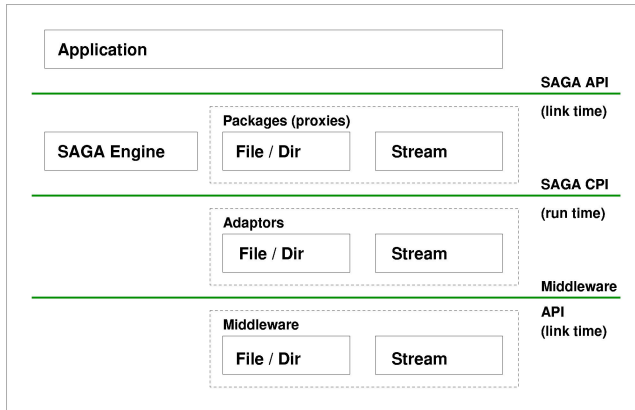 Application
SAGA API
(link time)
Packages (proxies)
SAGA Engine
File / Dir
Stream
SAGA CPI
(run time)
Adaptors
File / Dir
Stream
Middleware
API
(link time)
Middleware
File / Dir
Stream